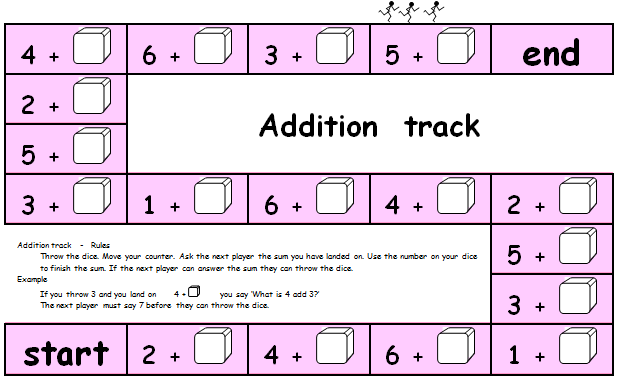 4 + 6 + 3 + 5 + end
2 +
Addition track
5 +
3 + 1 + 6 + 4 + 2 +
Addition track - Rules
Throw the dice. Move your counter. Ask the next player the sum you have landed on. Use the number on your dice
to finish the sum. If the next player can answer the sum they can throw the dice.
Example
If you throw 3 and you land on 4 + you say 'What is 4 add 3?'
The next player must say 7 before they can throw the dice.
5 +
3 +
start 2 + 4 + 6 + 1 +